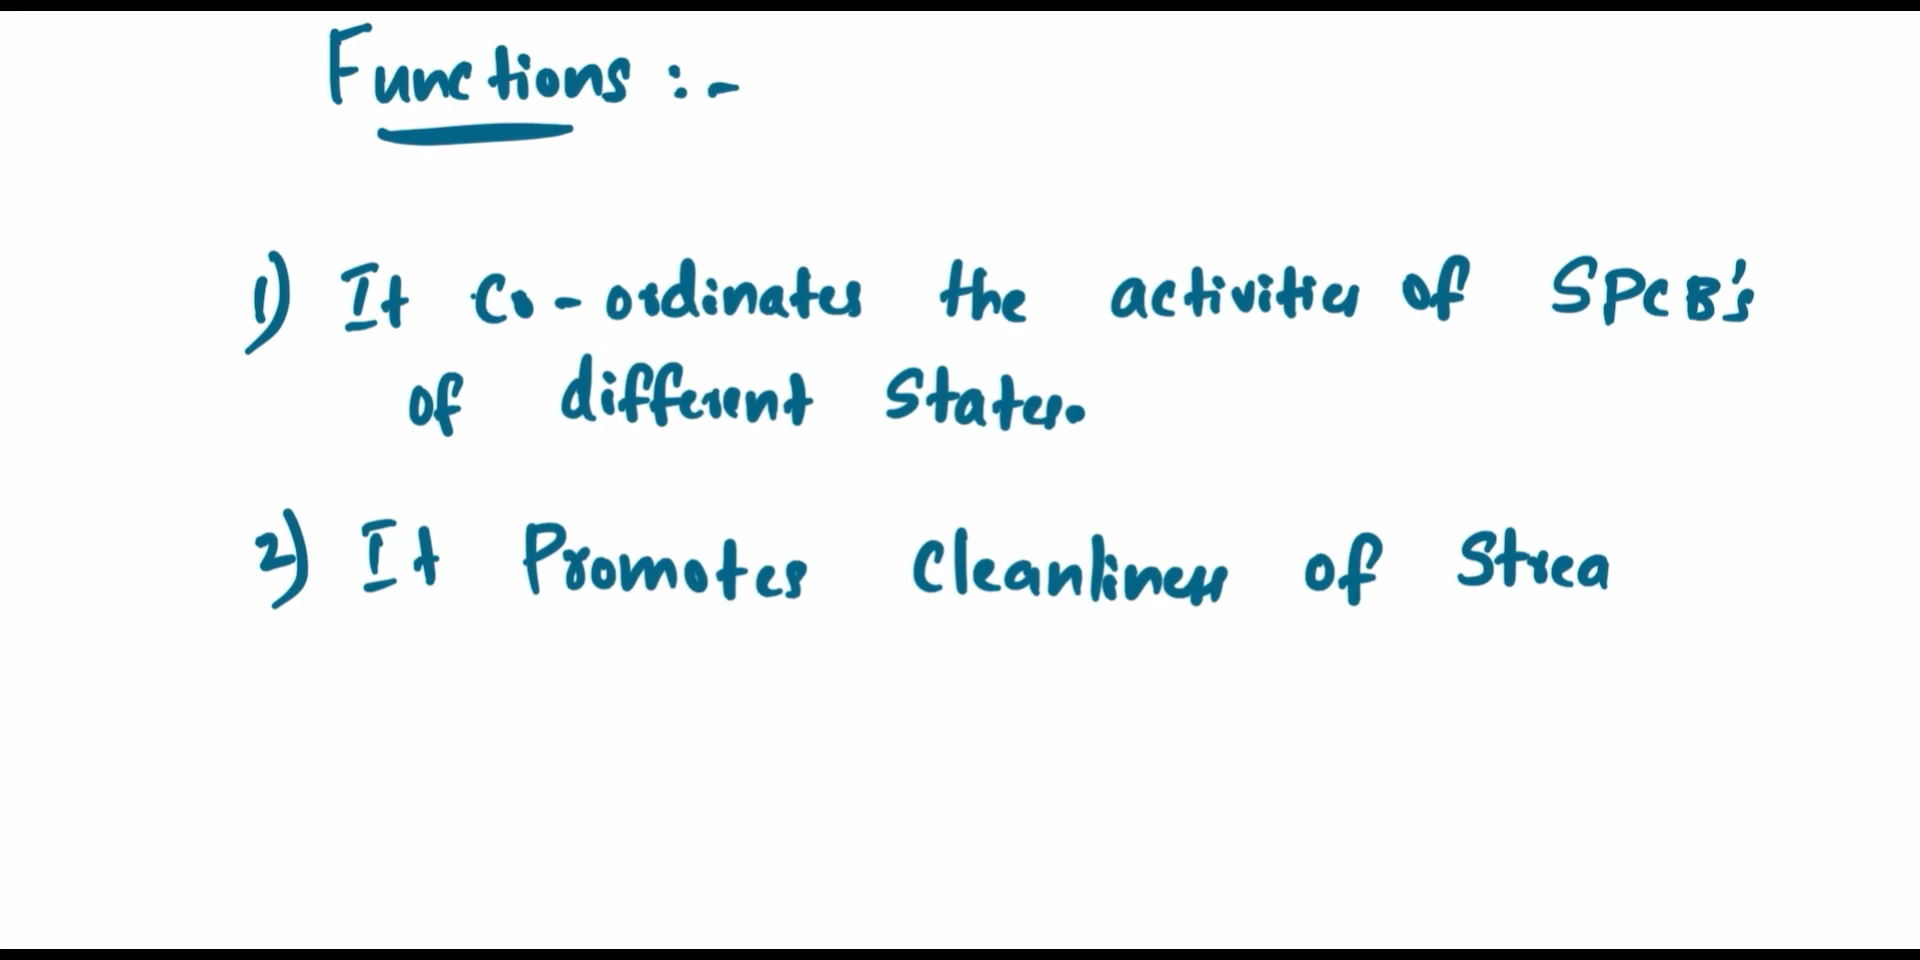 Functions :-
1) It Co-ordinates the activities of SPCB's
of different States.
2) It Promotes Cleanliness of Strea